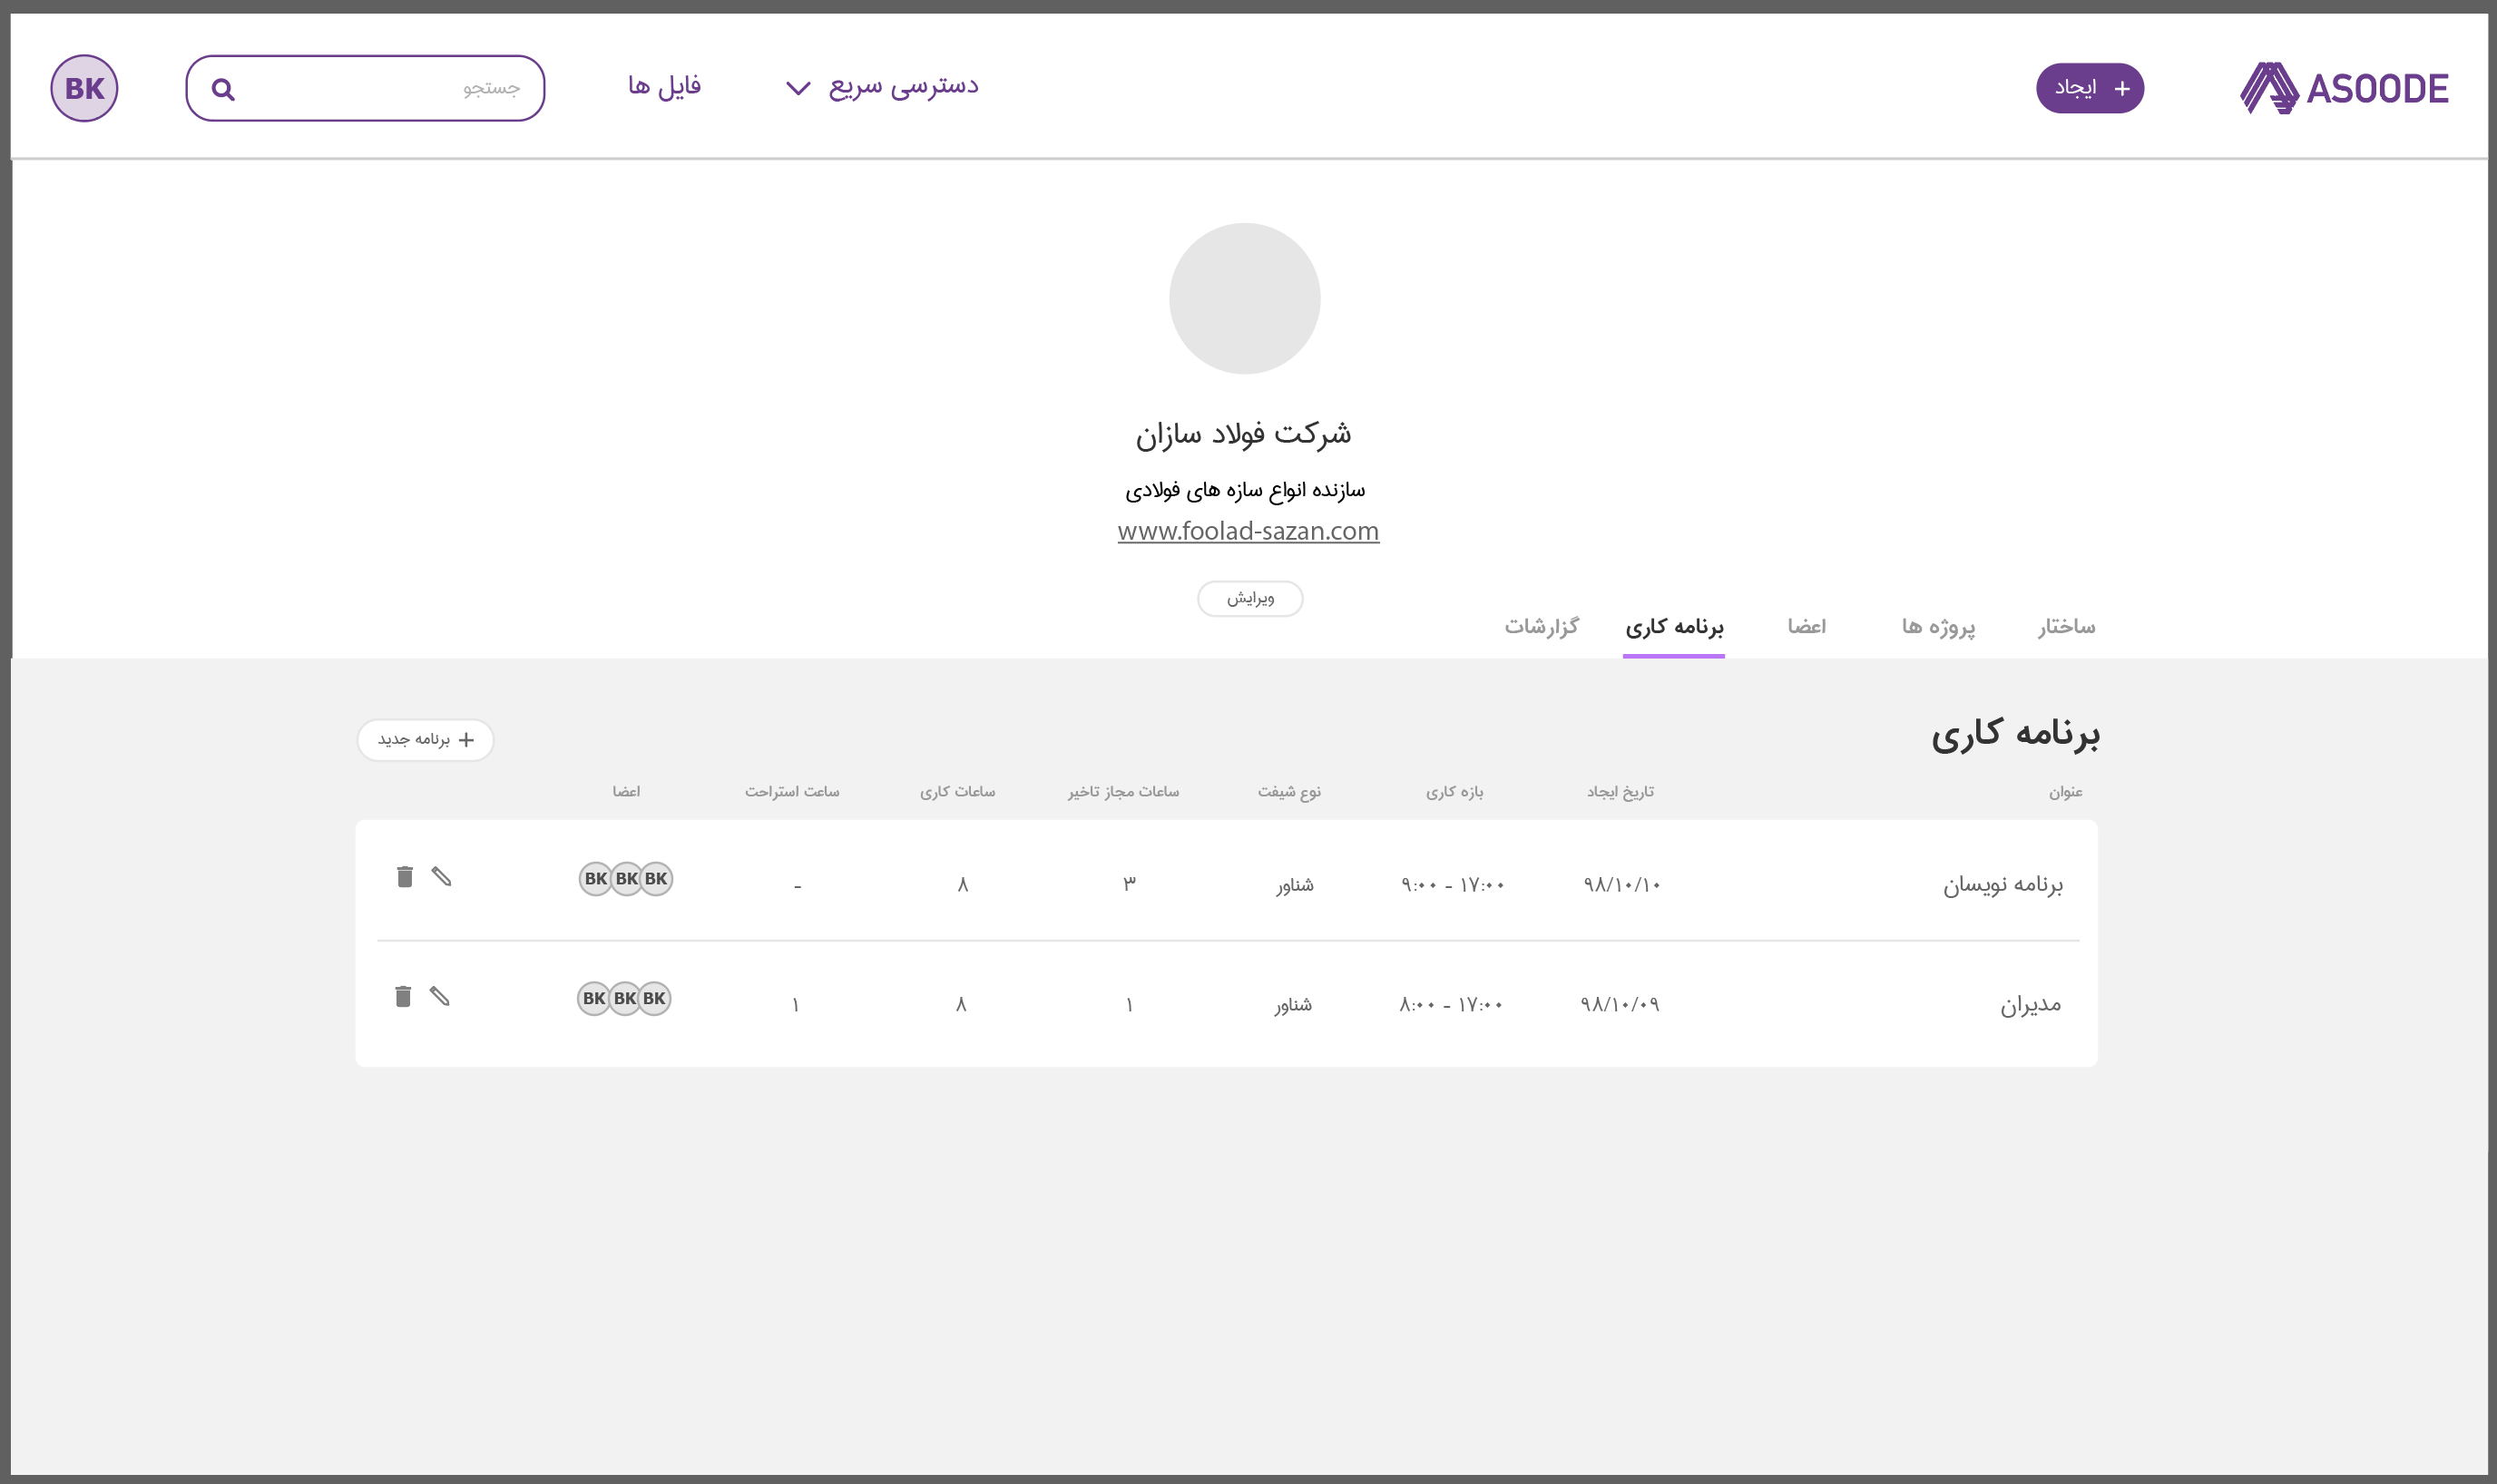 ASOODE
+ ایجاد
دسترسی سریع
فایل ها
جستجو
BK
شرکت فولاد سازان
سازنده انواع سازه های فولادی
www.foolad-sazan.com
ویرایش
ساختار پروژه ها اعضا برنامه کاری گزارشات
برنامه کاری
+ برنامه جدید
عنوان تاریخ ایجاد بازه کاری نوع شیفت ساعات مجاز تاخیر ساعات کاری ساعت استراحت اعضا
برنامه نویسان ۹۸/۱۰/۱۰ ۹:۰۰ - ۱۷:۰۰ شناور ۳ ۸ - BK BK BK
مدیران ۹۸/۱۰/۰۹ ۸:۰۰ - ۱۷:۰۰ شناور ۱ ۸ ۱ BK BK BK